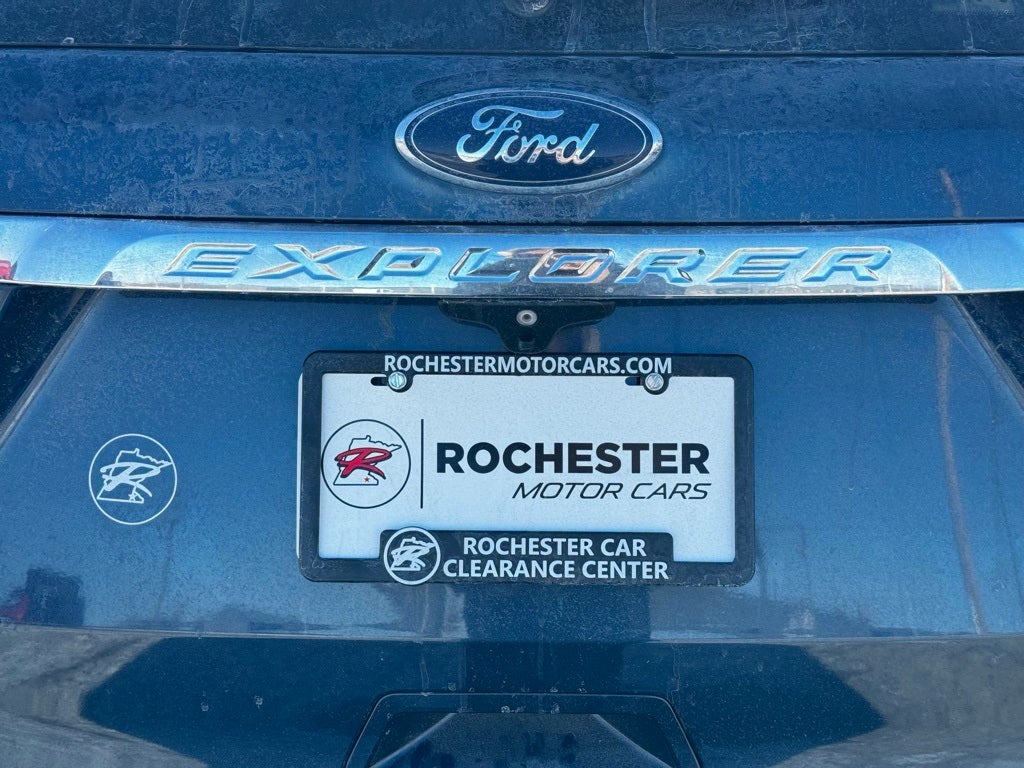 Ford
EXPLORER
ROCHESTERMOTORCARS.COM
R
R
ROCHESTER
MOTOR CARS
R
ROCHESTER CAR
CLEARANCE CENTER